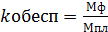 kобесп = Мф / Мпл